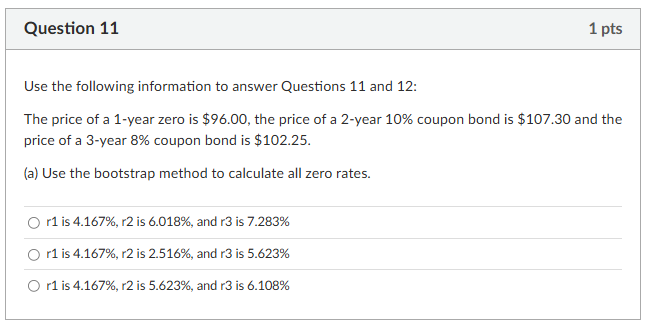 Question 11
1 pts
Use the following information to answer Questions 11 and 12:
The price of a 1-year zero is $96.00, the price of a 2-year 10% coupon bond is $107.30 and the
price of a 3-year 8% coupon bond is $102.25.
(a) Use the bootstrap method to calculate all zero rates.
r1 is 4.167%, r2 is 6.018%, and r3 is 7.283%
r1 is 4.167%, r2 is 2.516%, and r3 is 5.623%
r1 is 4.167%, r2 is 5.623%, and r3 is 6.108%